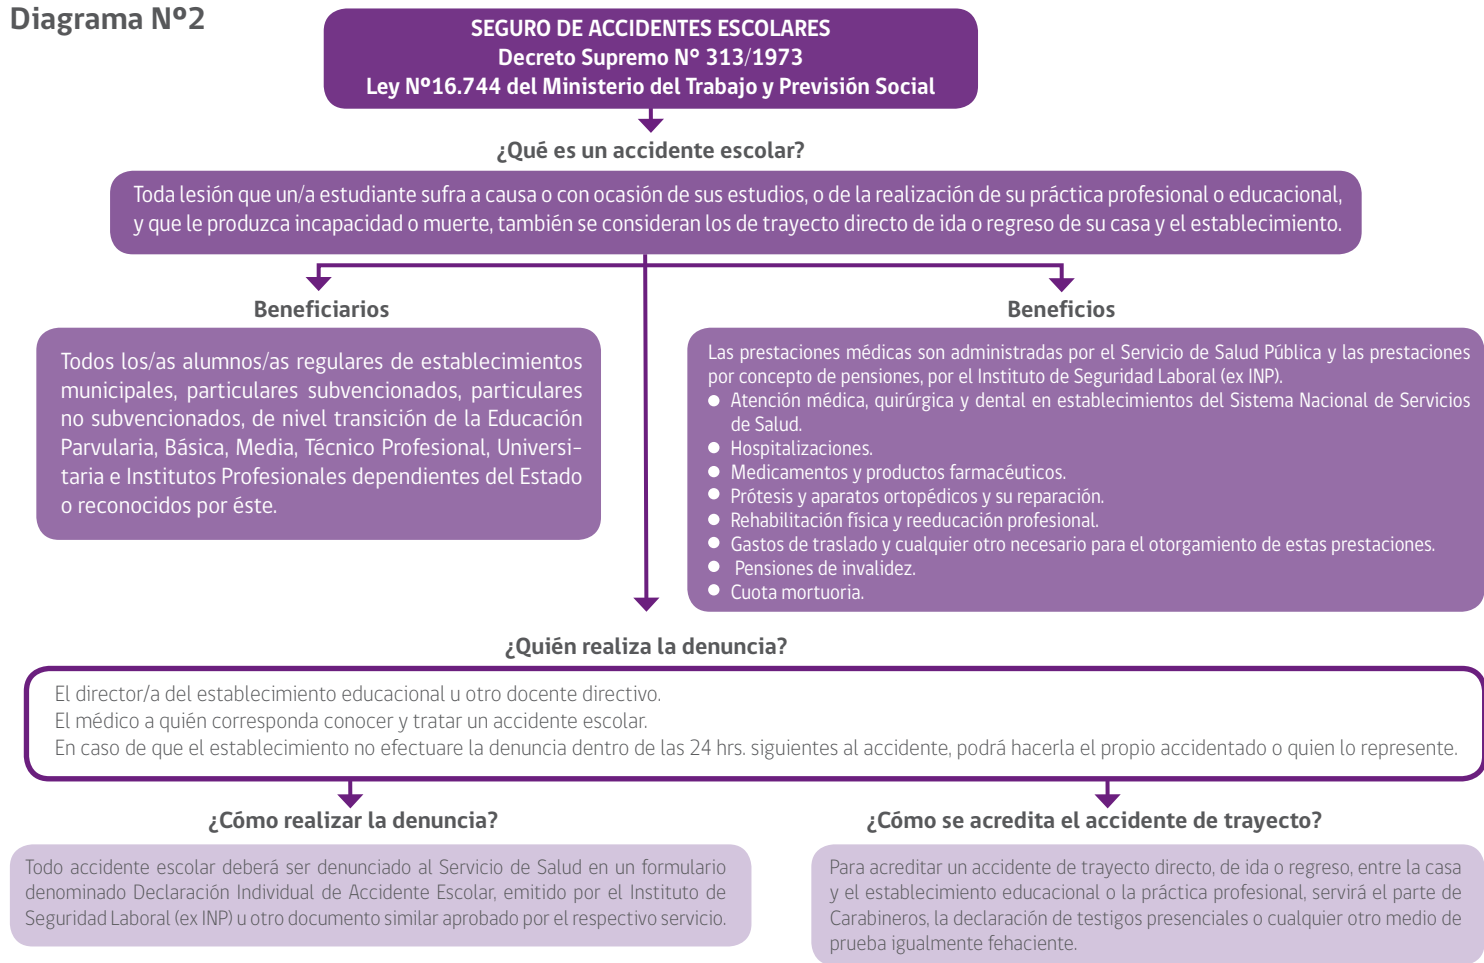 Diagrama Nº2
SEGURO DE ACCIDENTES ESCOLARES
Decreto Supremo N° 313/1973
Ley Nº16.744 del Ministerio del Trabajo y Previsión Social
¿Qué es un accidente escolar?
Toda lesión que un/a estudiante sufra a causa o con ocasión de sus estudios, o de la realización de su práctica profesional o educacional,
y que le produzca incapacidad o muerte, también se consideran los de trayecto directo de ida o regreso de su casa y el establecimiento.
Beneficiarios
Todos los/as alumnos/as regulares de establecimientos
municipales, particulares subvencionados, particulares
no subvencionados, de nivel transición de la Educación
Parvularia, Básica, Media, Técnico Profesional, Universi-
taria e Institutos Profesionales dependientes del Estado
o reconocidos por éste.
Beneficios
Las prestaciones médicas son administradas por el Servicio de Salud Pública y las prestaciones
por concepto de pensiones, por el Instituto de Seguridad Laboral (ex INP).
● Atención médica, quirúrgica y dental en establecimientos del Sistema Nacional de Servicios
de Salud.
● Hospitalizaciones.
● Medicamentos y productos farmacéuticos.
● Prótesis y aparatos ortopédicos y su reparación.
● Rehabilitación física y reeducación profesional.
● Gastos de traslado y cualquier otro necesario para el otorgamiento de estas prestaciones.
● Pensiones de invalidez.
● Cuota mortuoria.
¿Quién realiza la denuncia?
El director/a del establecimiento educacional u otro docente directivo.
El médico a quién corresponda conocer y tratar un accidente escolar.
En caso de que el establecimiento no efectuare la denuncia dentro de las 24 hrs. siguientes al accidente, podrá hacerla el propio accidentado o quien lo represente.
¿Cómo realizar la denuncia?
Todo accidente escolar deberá ser denunciado al Servicio de Salud en un formulario
denominado Declaración Individual de Accidente Escolar, emitido por el Instituto de
Seguridad Laboral (ex INP) u otro documento similar aprobado por el respectivo servicio.
¿Cómo se acredita el accidente de trayecto?
Para acreditar un accidente de trayecto directo, de ida o regreso, entre la casa
y el establecimiento educacional o la práctica profesional, servirá el parte de
Carabineros, la declaración de testigos presenciales o cualquier otro medio de
prueba igualmente fehaciente.